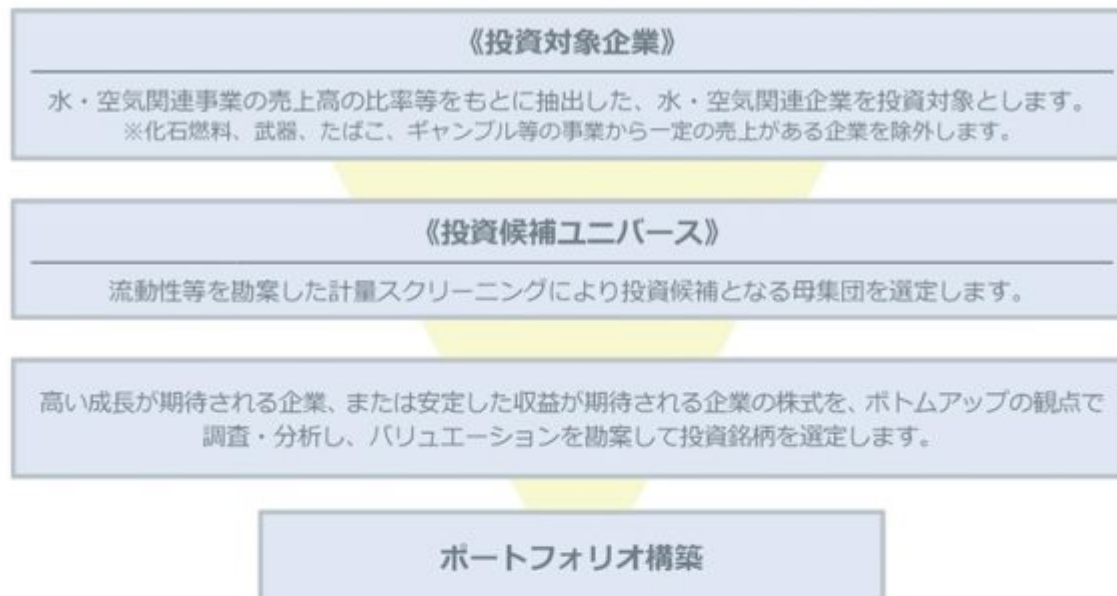 《投資対象企業》
水・空気関連事業の売上高の比率等をもとに抽出した、水・空気関連企業を投資対象とします。
※化石燃料、武器、たばこ、ギャンブル等の事業から一定の売上がある企業を除外します。
《投資候補ユニバース》
流動性等を勘案した計量スクリーニングにより投資候補となる母集団を選定します。
高い成長が期待される企業、または安定した収益が期待される企業の株式を、ボトムアップの観点で
調査・分析し、バリュエーションを勘案して投資銘柄を選定します。
ポートフォリオ構築